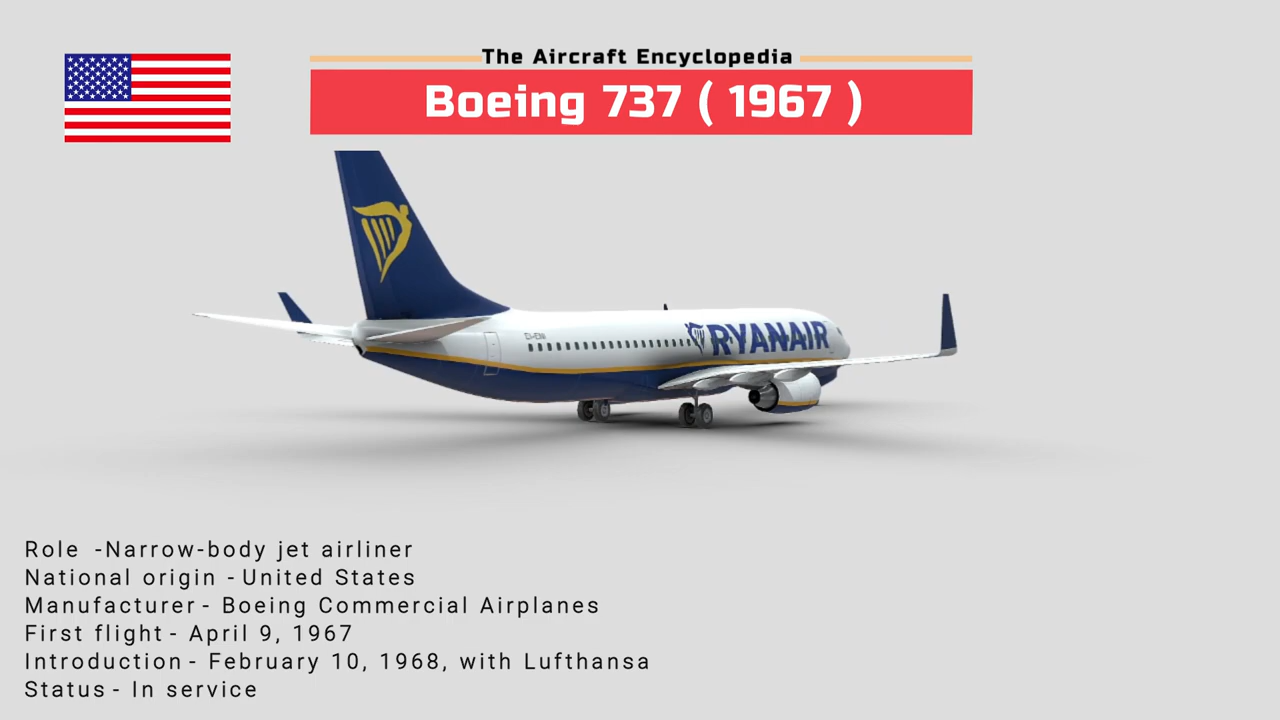 The Aircraft Encyclopedia
Boeing 737 ( 1967 )
RYANAIR
Role -Narrow-body jet airliner
National origin - United States
Manufacturer - Boeing Commercial Airplanes
First flight - April 9, 1967
Introduction - February 10, 1968, with Lufthansa
Status - In service